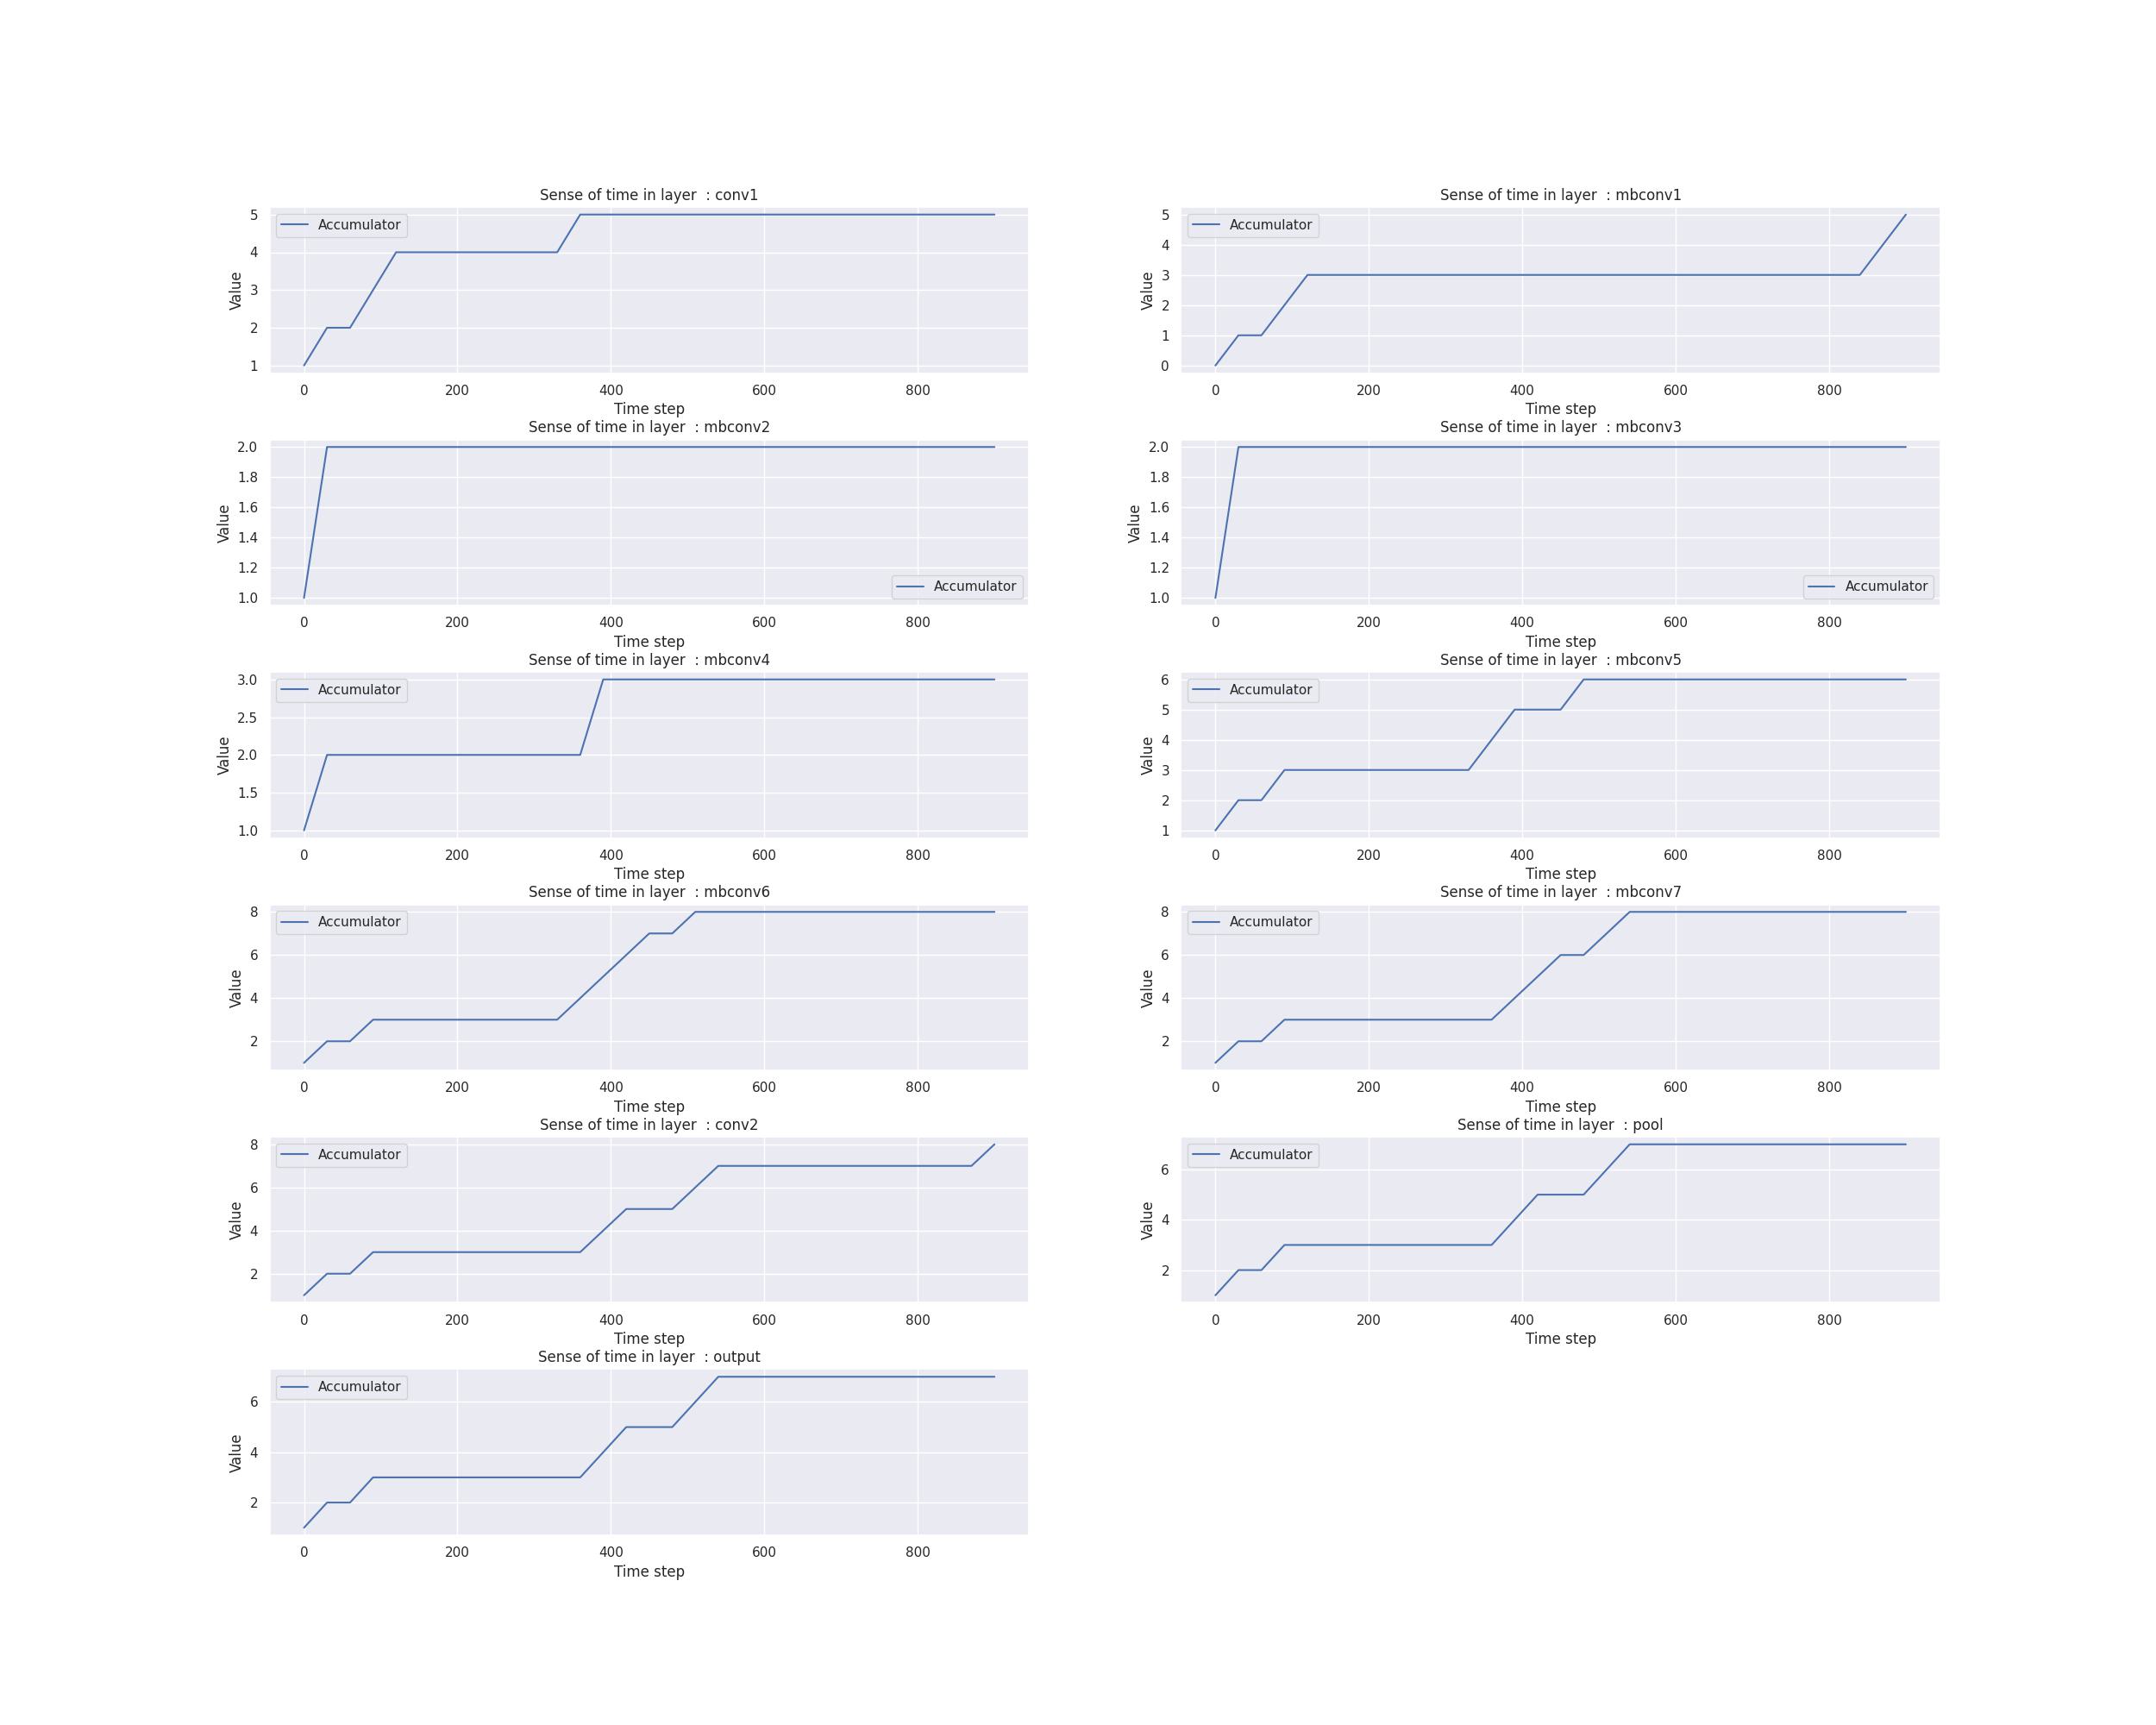 Sense of time in layer  : conv1
5
4
3
2
1
Value
Accumulator
0 200 400 600 800
Time step
Sense of time in layer  : mbconv1
5
4
3
2
1
0
Value
Accumulator
0 200 400 600 800
Time step
Sense of time in layer  : mbconv2
2.0
1.8
1.6
1.4
1.2
1.0
Value
Accumulator
0 200 400 600 800
Time step
Sense of time in layer  : mbconv3
2.0
1.8
1.6
1.4
1.2
1.0
Value
Accumulator
0 200 400 600 800
Time step
Sense of time in layer  : mbconv4
3.0
2.5
2.0
1.5
1.0
Value
Accumulator
0 200 400 600 800
Time step
Sense of time in layer  : mbconv5
6
5
4
3
2
1
Value
Accumulator
0 200 400 600 800
Time step
Sense of time in layer  : mbconv6
8
6
4
2
Value
Accumulator
0 200 400 600 800
Time step
Sense of time in layer  : mbconv7
8
6
4
2
Value
Accumulator
0 200 400 600 800
Time step
Sense of time in layer  : conv2
8
6
4
2
Value
Accumulator
0 200 400 600 800
Time step
Sense of time in layer  : pool
6
4
2
Value
Accumulator
0 200 400 600 800
Time step
Sense of time in layer  : output
6
4
2
Value
Accumulator
0 200 400 600 800
Time step